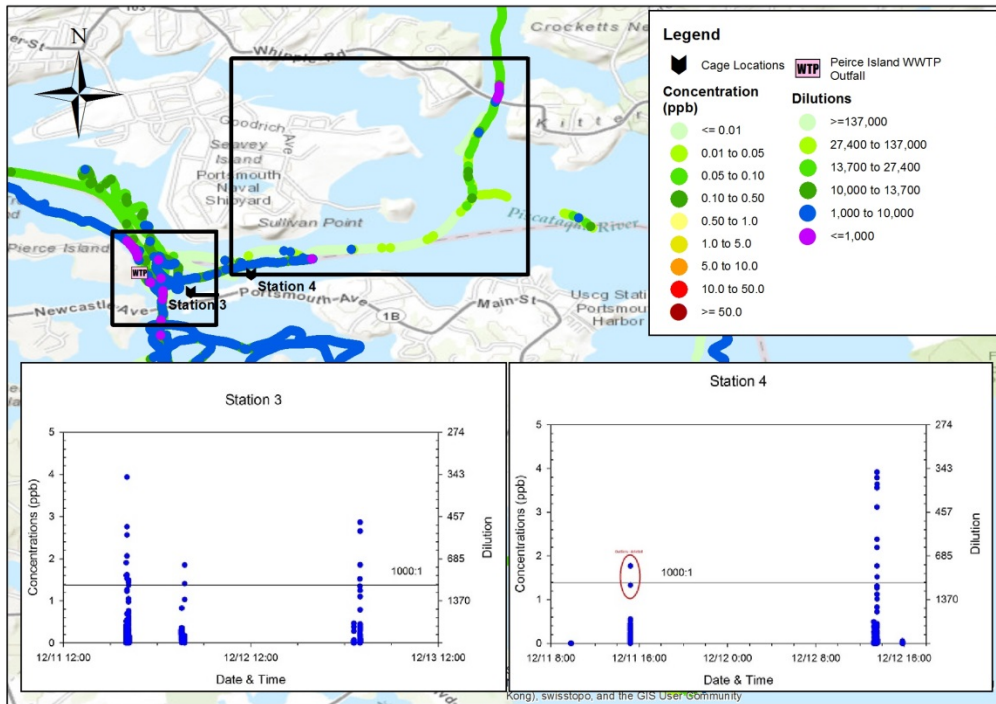 103
er-St
Whipple Rd
Crocketts Ne
N
Goodrich
Seavey
Island
Portsmouth
Naval
Shipyard
Sullivan Point
Kitter
Piscataqua River
Pierce Island
WTP
Newcastle Ave
Station 3
Station 4
Portsmouth Ave
1B
Main-St
Uscg Stati
Portsmouth
Harbor
Legend
Cage Locations
WTP
Peirce Island WWTP
Outfall
Concentration
(ppb)
<= 0.01
0.01 to 0.05
0.05 to 0.10
0.10 to 0.50
0.50 to 1.0
1.0 to 5.0
5.0 to 10.0
10.0 to 50.0
>= 50.0
Dilutions
>=137,000
27,400 to 137,000
13,700 to 27,400
10,000 to 13,700
1,000 to 10,000
<=1,000
Station 3
Concentrations (ppb)
5
4
3
2
1
0
274
343
457
685
1370
Dilution
1000:1
12/11 12:00
12/12 12:00
12/13 12:00
Date & Time
Station 4
Concentrations (ppb)
5
4
3
2
1
0
274
343
457
685
1370
Dilution
1000:1
12/11 8:00
12/11 16:00
12/12 0:00
12/12 8:00
12/12 16:00
Date & Time
Kong), swisstopo, and the GIS User Community